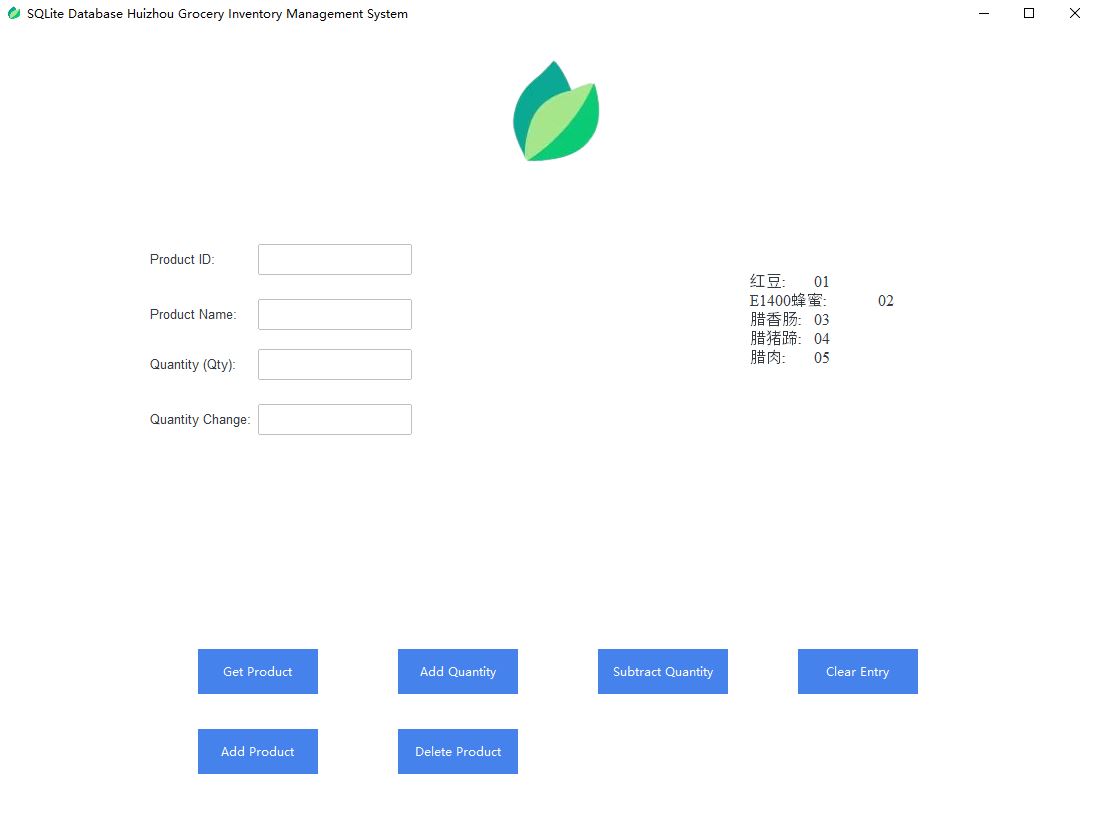 SQLite Database Huizhou Grocery Inventory Management System
Product ID:
Product Name:
Quantity (Qty):
Quantity Change:
红豆: 01
E1400蜂蜜: 02
腊香肠: 03
腊猪蹄: 04
腊肉: 05
Get Product
Add Quantity
Subtract Quantity
Clear Entry
Add Product
Delete Product